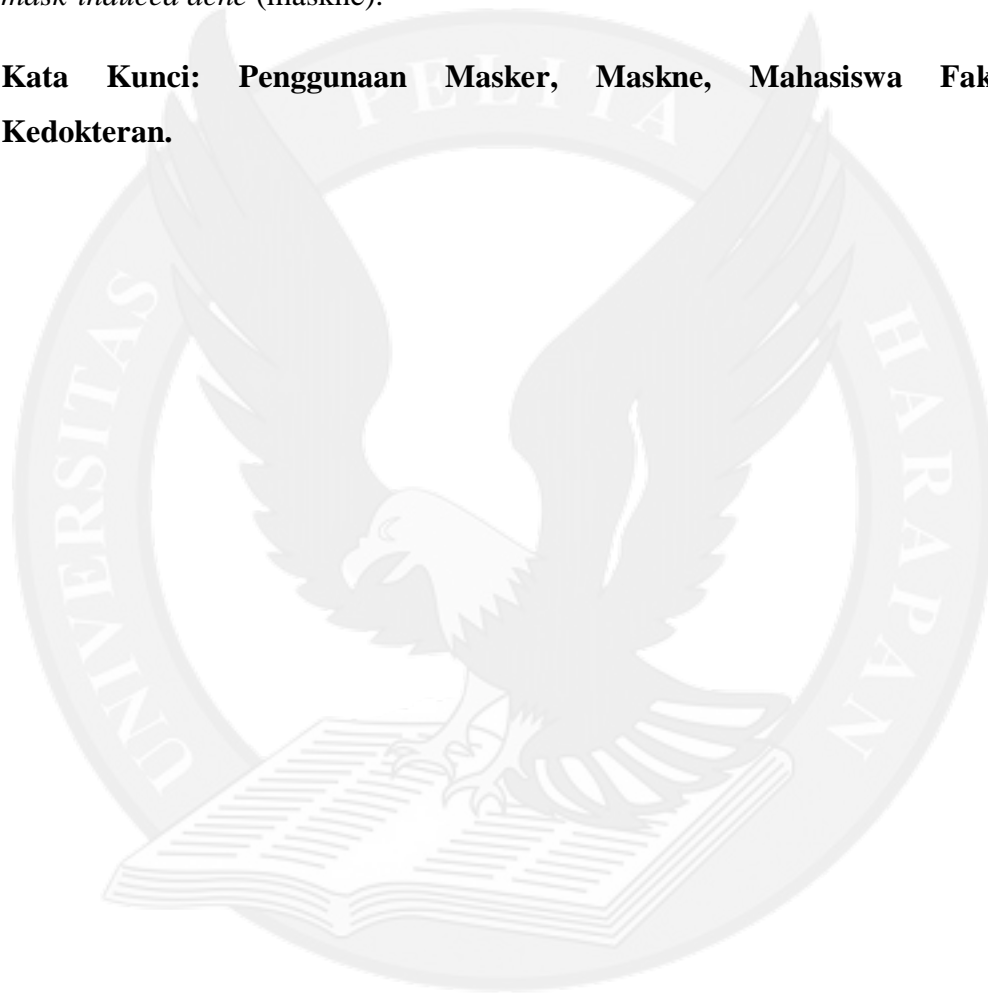 mask-induced acne (maskne).
Kata Kunci: Penggunaan Masker, Maskne, Mahasiswa Fak
Kedokteran.
UNIVERSITAS PELITA HARAPAN